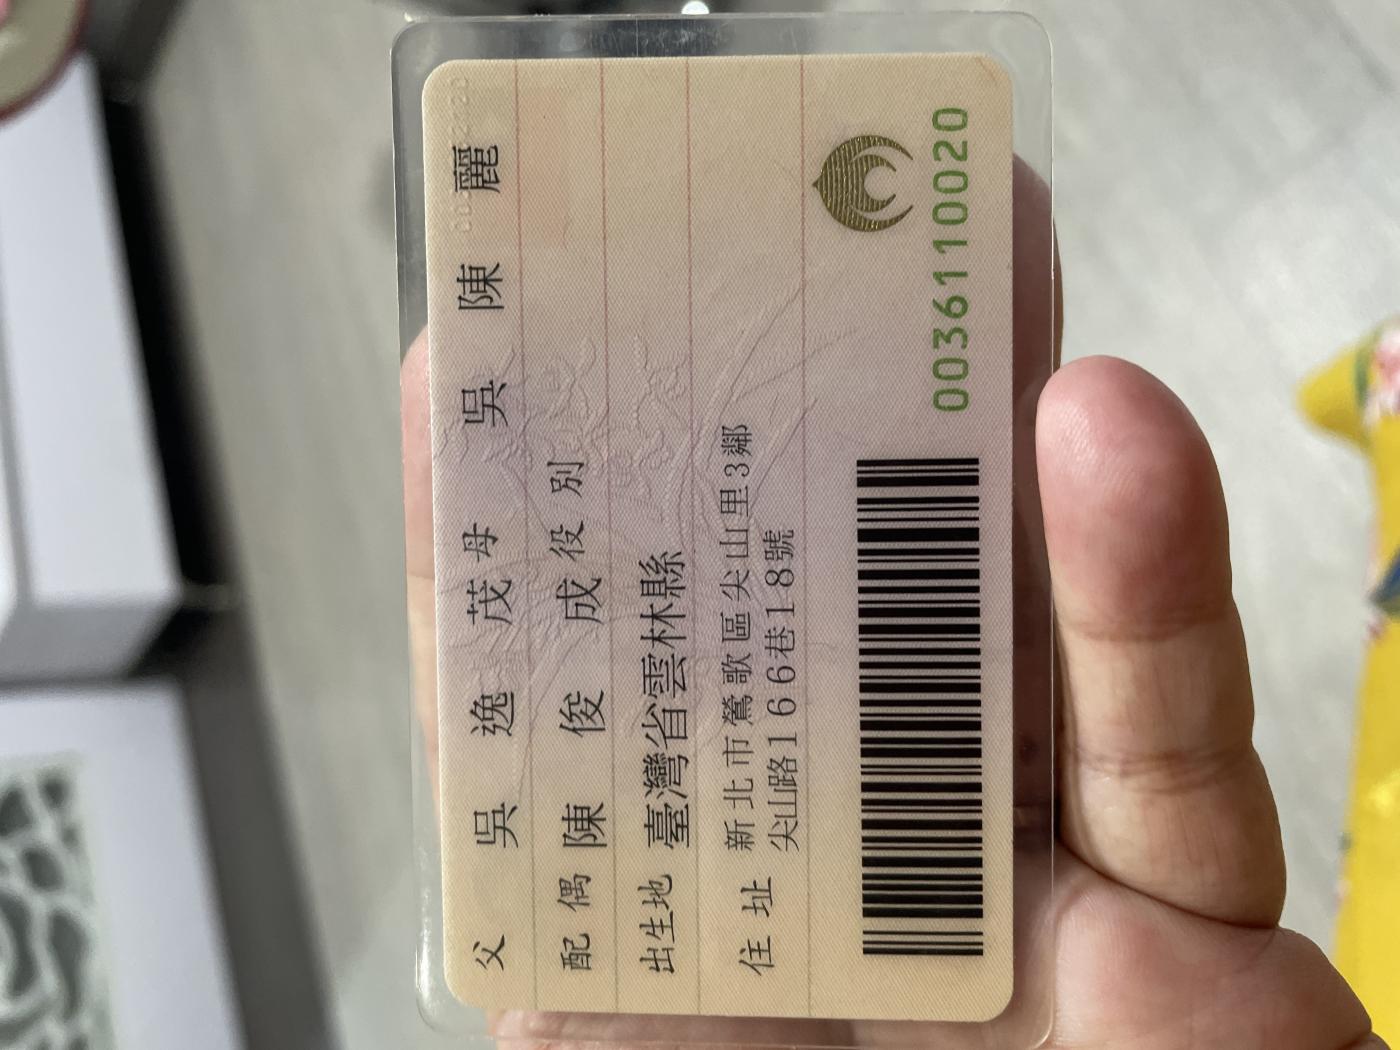 父 吳逸茂 母 吳陳麗
配偶 陳俊成 役別
出生地 臺灣省雲林縣
住址 新北市鶯歌區尖山里3鄰
尖山路166巷18號
0036110020